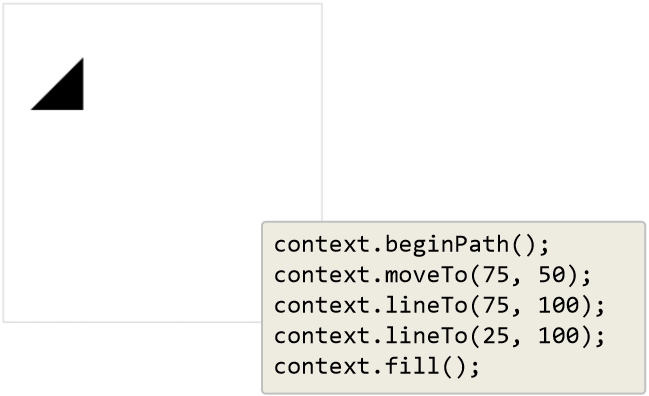 context.beginPath();
context.moveTo(75, 50);
context.lineTo(75, 100);
context.lineTo(25, 100);
context.fill();